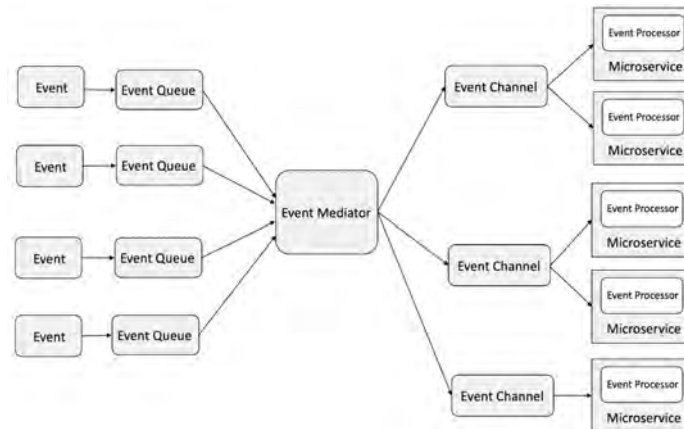 Event
Event Queue
Event
Event Queue
Event
Event Queue
Event
Event Queue
Event Mediator
Event Channel
Event Processor
Microservice
Event Processor
Microservice
Event Channel
Event Processor
Microservice
Event Processor
Microservice
Event Channel
Event Processor
Microservice